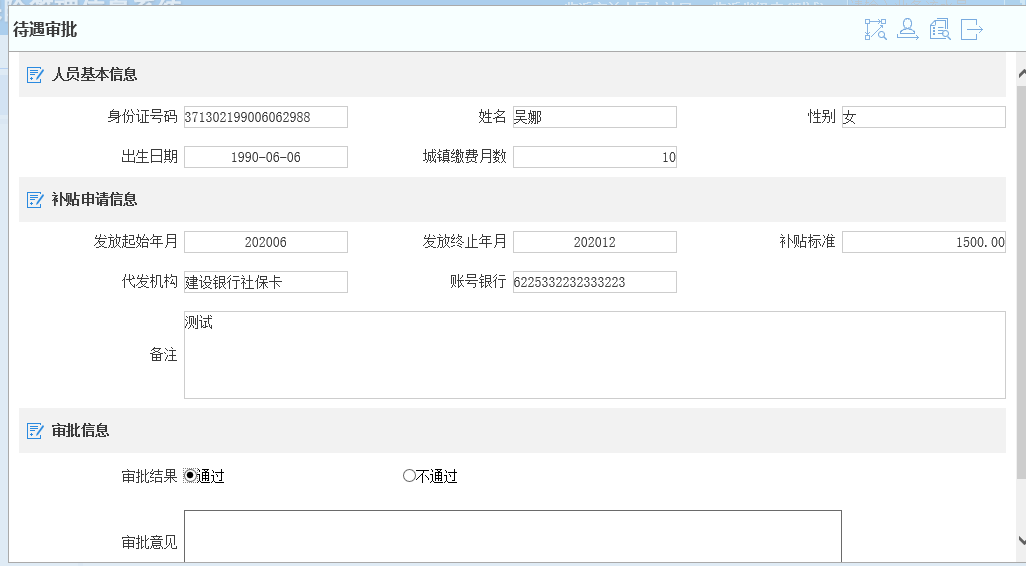 待遇审批
人员基本信息
身份证号码 371302199006062988 姓名 吴娜 性别 女
出生日期 1990-06-06 城镇缴费月数 10
补贴申请信息
发放起始年月 202006 发放终止年月 202012 补贴标准 1500.00
代发机构 建设银行社保卡 账号银行 6225332232333223
备注 测试
审批信息
审批结果 通过 不通过
审批意见